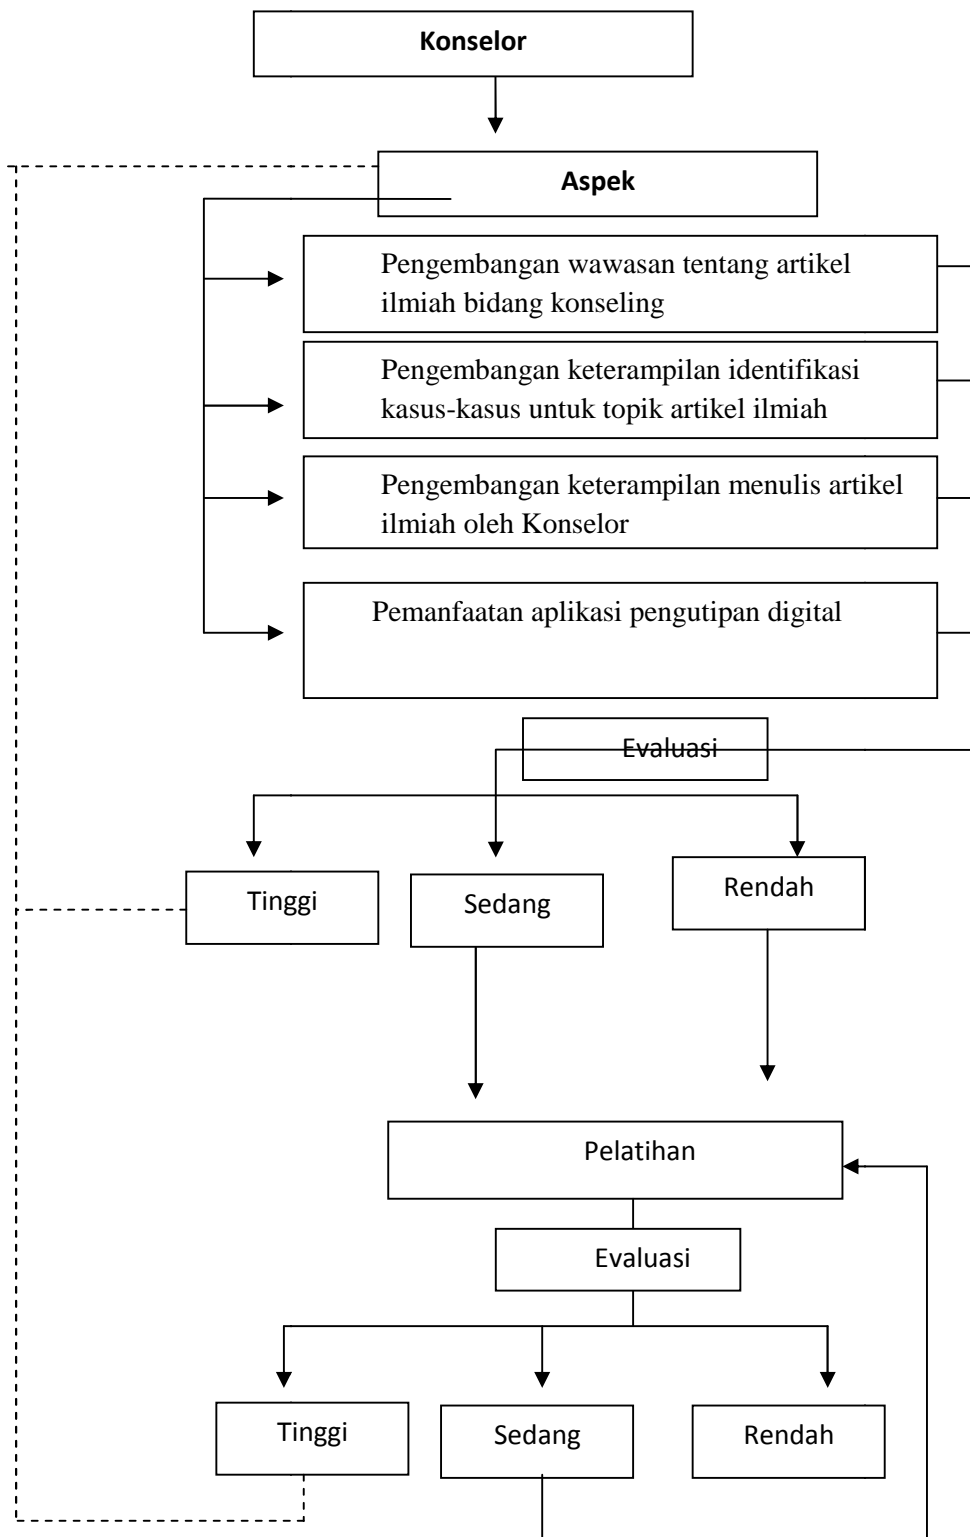 Konselor
Aspek
Pengembangan wawasan tentang artikel
ilmiah bidang konseling
Pengembangan keterampilan identifikasi
kasus-kasus untuk topik artikel ilmiah
Pengembangan keterampilan menulis artikel
ilmiah oleh Konselor
Pemanfaatan aplikasi pengutipan digital
Evaluasi
Tinggi
Sedang
Rendah
Pelatihan
Evaluasi
Tinggi
Sedang
Rendah